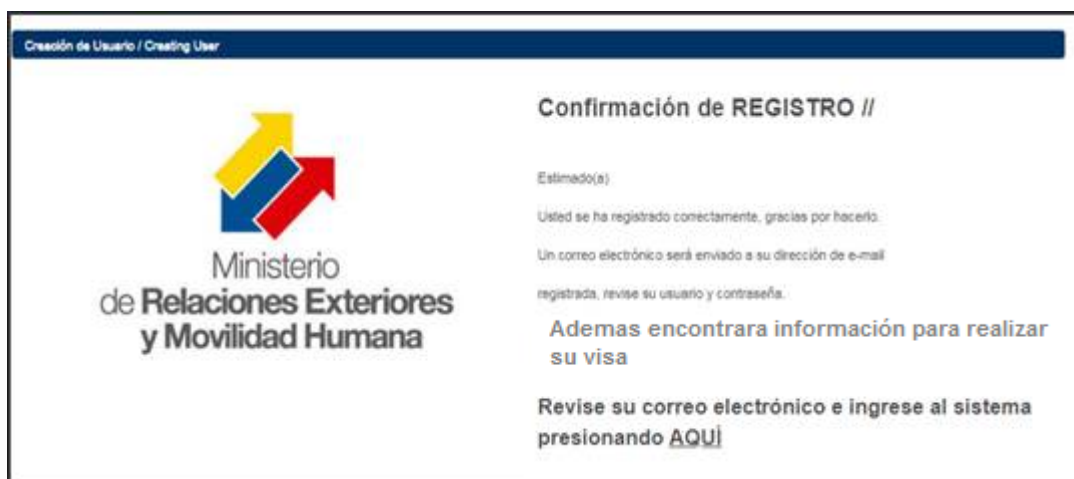 Creación de Usuario / Creating User
Confirmación de REGISTRO //
Estimado(a)
Usted se ha registrado correctamente, gracias por hacerlo.
Un correo electrónico será enviado a su dirección de e-mail
registrada, revise su usuario y contraseña.
Ademas encontrara información para realizar
su visa
Revise su correo electrónico e ingrese al sistema
presionando AQUÌ
Ministerio
de Relaciones Exteriores
y Movilidad Humana